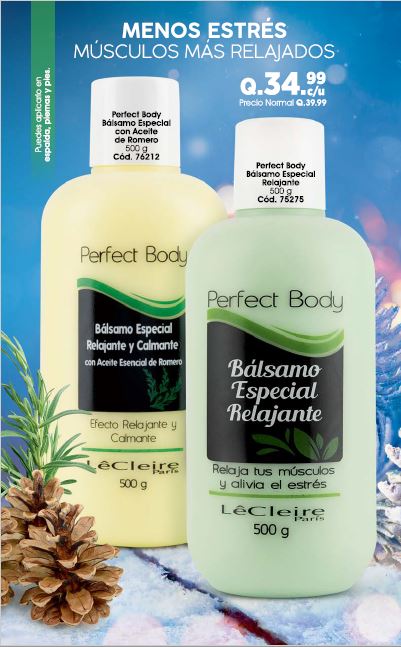 MENOS ESTRÉS
MÚSCULOS MÁS RELAJADOS
Puedes aplicarlo en
espalda, piernas y pies.
Q.34.99
c/u
Precio Normal Q.39.99
Perfect Body
Bálsamo Especial
con Aceite
de Romero
500 g
Cód. 76212
Perfect Body
Bálsamo Especial
Relajante
500 g
Cód. 75275
Perfect Body
Bálsamo Especial
Relajante y Calmante
con Aceite Esencial de Romero
Efecto Relajante y
Calmante
LêCleire
París
500 g
Perfect Body
Bálsamo
Especial
Relajante
Relaja tus músculos
y alivia el estrés
LêCleire
París
500 g